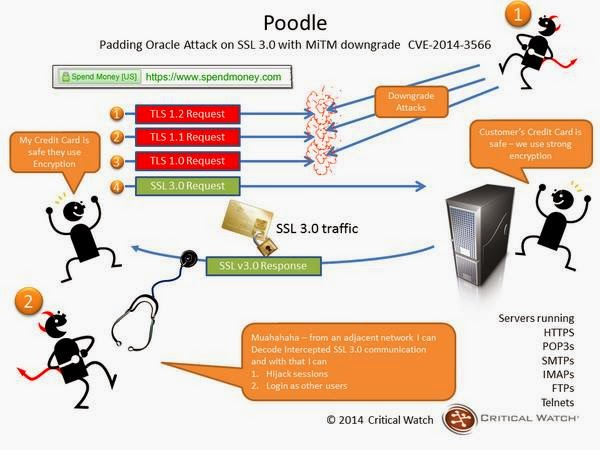 Poodle
Padding Oracle Attack on SSL 3.0 with MiTM downgrade CVE-2014-3566
1
Spend Money [US] https://www.spendmoney.com
Downgrade
Attacks
1 TLS 1.2 Request
2 TLS 1.1 Request
3 TLS 1.0 Request
4 SSL 3.0 Request
My Credit Card is
safe they use
Encryption
Customer's Credit Card is
safe – we use strong
encryption
SSL 3.0 traffic
SSL v3.0 Response
2
Muahahaha – from an adjacent network I can
Decode Intercepted SSL 3.0 communication
and with that I can
1. Hijack sessions
2. Login as other users
Servers running
HTTPS
POP3s
SMTPs
IMAPs
FTPs
Telnets
© 2014 Critical Watch
CRITICAL WATCH